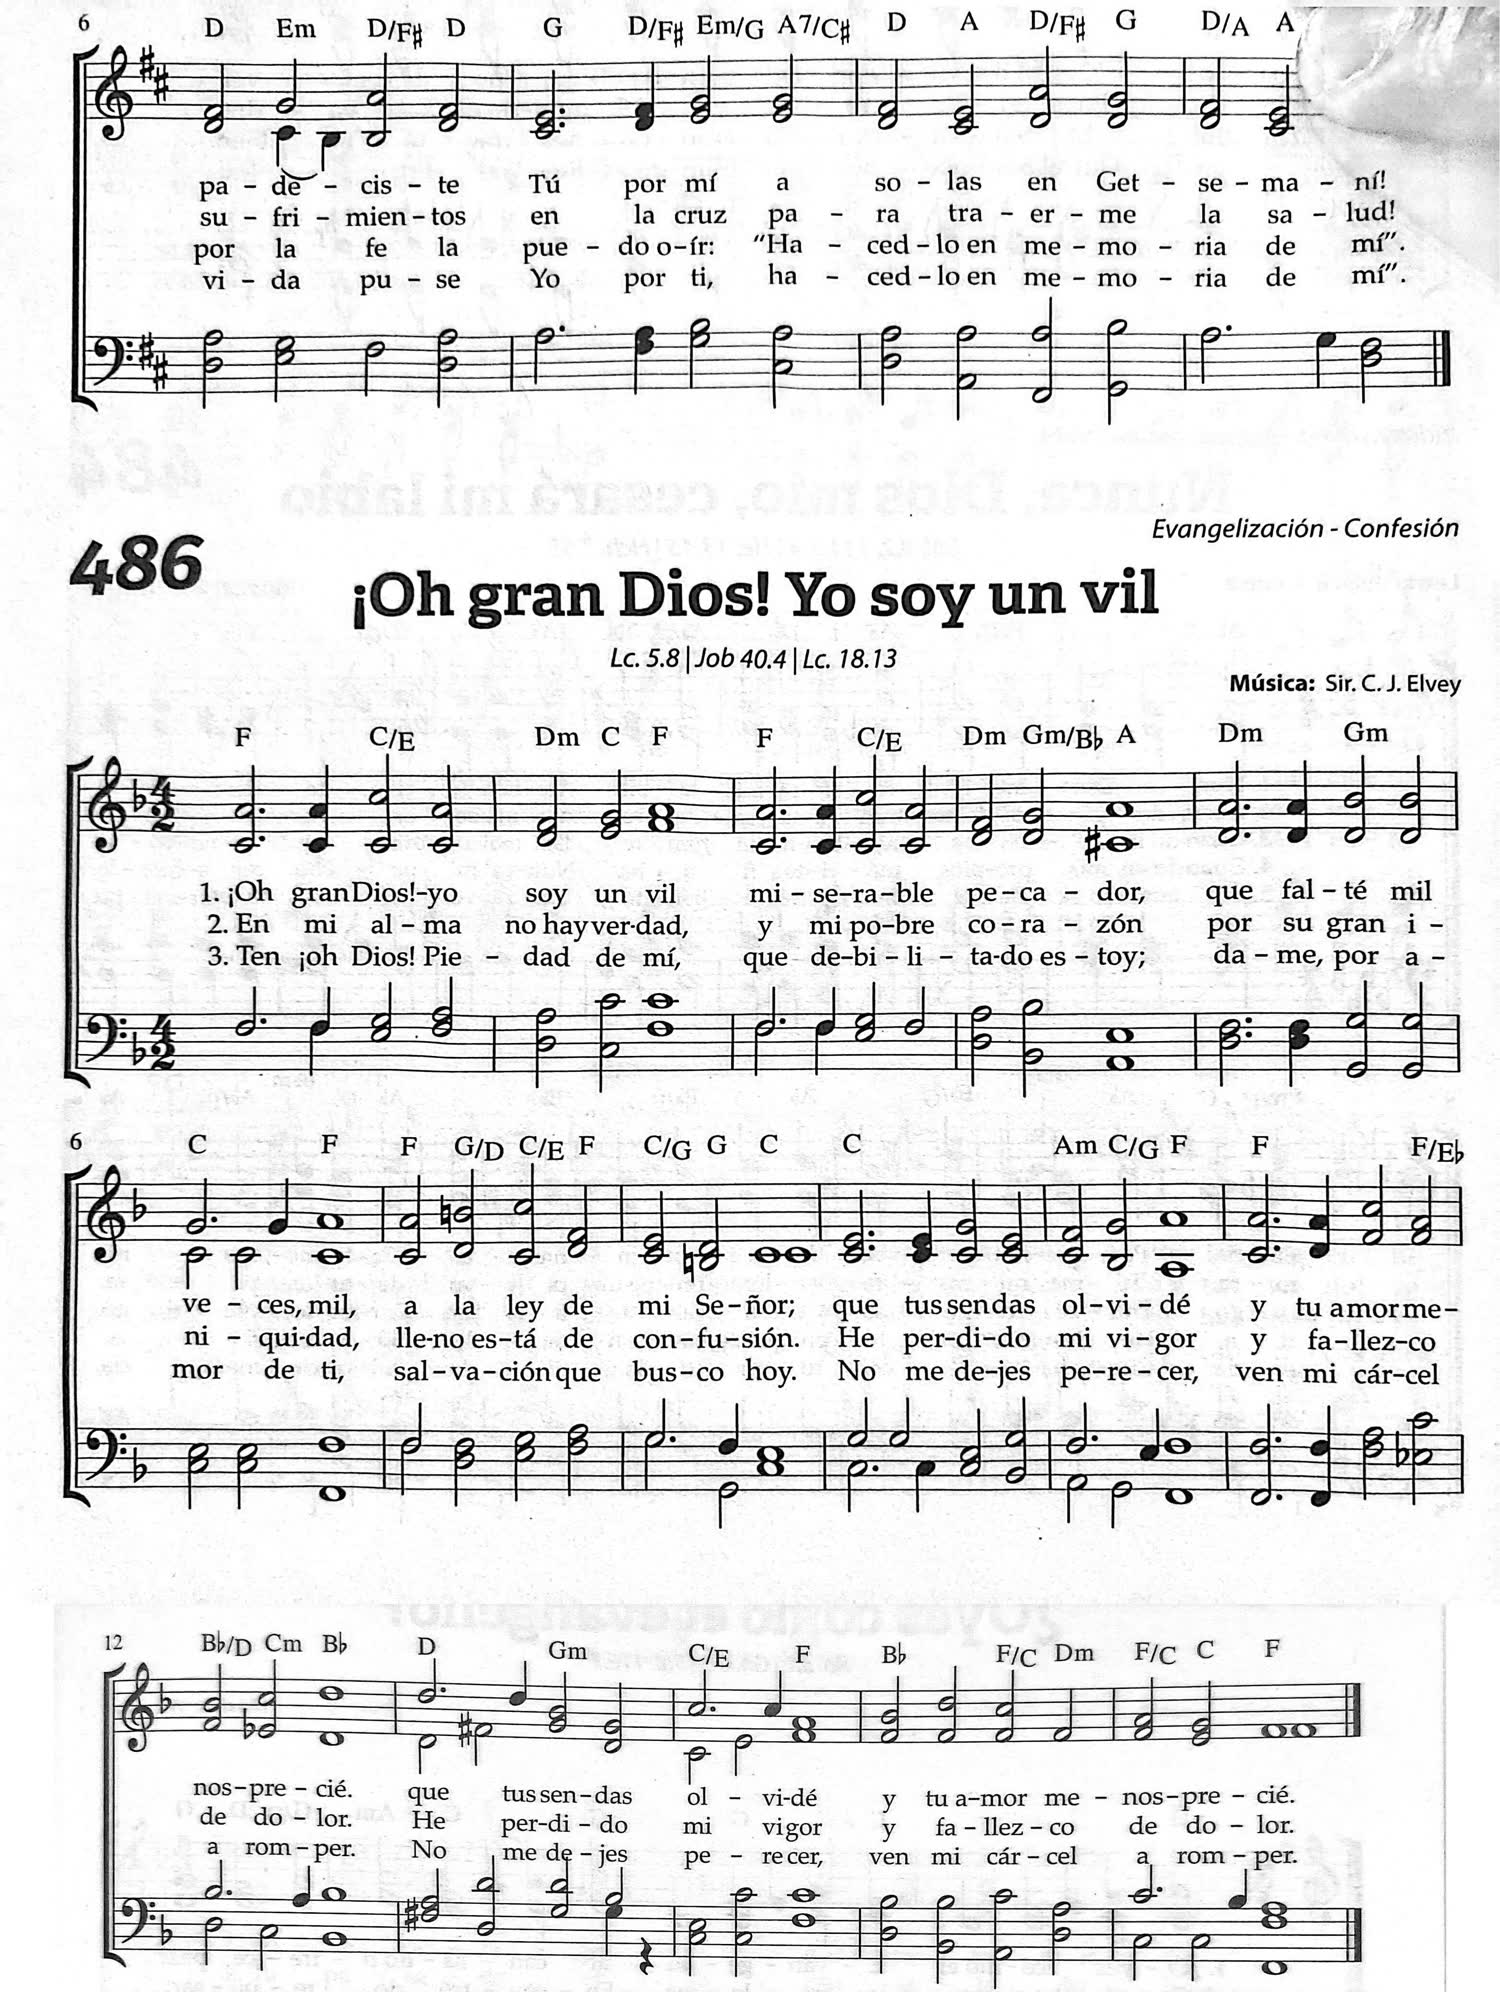 6 D Em D/F# D G D/F# Em/G A7/C# D A D/F# G D/A A
pa – de – cis – te Tú por mí a so – las en Get – se – ma – ní!
su – fri – mien – tos en la cruz pa – ra tra – er – me la sa – lud!
por la fe la pue – do o–ír: “Ha – ced – lo en me – mo – ria de mí”.
vi – da pu – se Yo por ti, ha – ced – lo en me – mo – ria de mí”.
Evangelización - Confesión
486
¡Oh gran Dios! Yo soy un vil
Lc. 5.8 | Job 40.4 | Lc. 18.13
Música: Sir. C. J. Elvey
F C/E Dm C F F C/E Dm Gm/B♭ A Dm Gm
4
2
1. ¡Oh gran Dios!–yo soy un vil mi – se–ra–ble pe–ca – dor, que fal – té mil
2. En mi al – ma no hay ver-dad, y mi po–bre co–ra – zón por su gran i –
3. Ten ¡oh Dios! Pie – dad de mí, que de–bi – li – ta-do es – toy; da – me, por a –
4
2
6 C F F G/D C/E F C/G G C C Am C/G F F F/E♭
ve – ces, mil, a la ley de mi Se–ñor; que tus sendas ol–vi–dé y tu amor me–
ni – qui-dad, lle-no es–tá de con–fu–sión. He per–di–do mi vi–gor y fa–llez–co
mor de ti, sal–va–ción que bus–co hoy. No me de–jes pe–re–cer, ven mi cár–cel
12 B♭/D Cm B♭ D Gm C/E F B♭ F/C Dm F/C C F
nos–pre – cié. que tus sen–das ol – vi-dé y tu a–mor me – nos–pre – cié.
de do – lor. He per–di – do mi vigor y fa–llez–co de do – lor.
a rom–per. No me de–jes pe – re cer, ven mi cár–cel a rom–per.